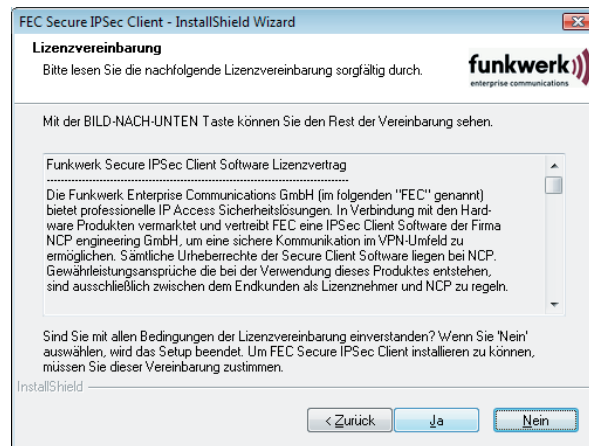 FEC Secure IPSec Client - InstallShield Wizard
Lizenzvereinbarung
Bitte lesen Sie die nachfolgende Lizenzvereinbarung sorgfältig durch.
funkwerk
enterprise communications
Mit der BILD-NACH-UNTEN Taste können Sie den Rest der Vereinbarung sehen.
Funkwerk Secure IPSec Client Software Lizenzvertrag
--------------------------------------------------------------------------------
Die Funkwerk Enterprise Communications GmbH (im folgenden "FEC" genannt)
bietet professionelle IP Access Sicherheitslösungen. In Verbindung mit den Hard-
ware Produkten vermarktet und vertreibt FEC eine IPSec Client Software der Firma
NCP engineering GmbH, um eine sichere Kommunikation im VPN-Umfeld zu
ermöglichen. Sämtliche Urheberrechte der Secure Client Software liegen bei NCP.
Gewährleistungsansprüche die bei der Verwendung dieses Produktes entstehen,
sind ausschließlich zwischen dem Endkunden als Lizenznehmer und NCP zu regeln.
Sind Sie mit allen Bedingungen der Lizenzvereinbarung einverstanden? Wenn Sie 'Nein'
auswählen, wird das Setup beendet. Um FEC Secure IPSec Client installieren zu können,
müssen Sie dieser Vereinbarung zustimmen.
InstallShield
< Zurück
Ja
Nein